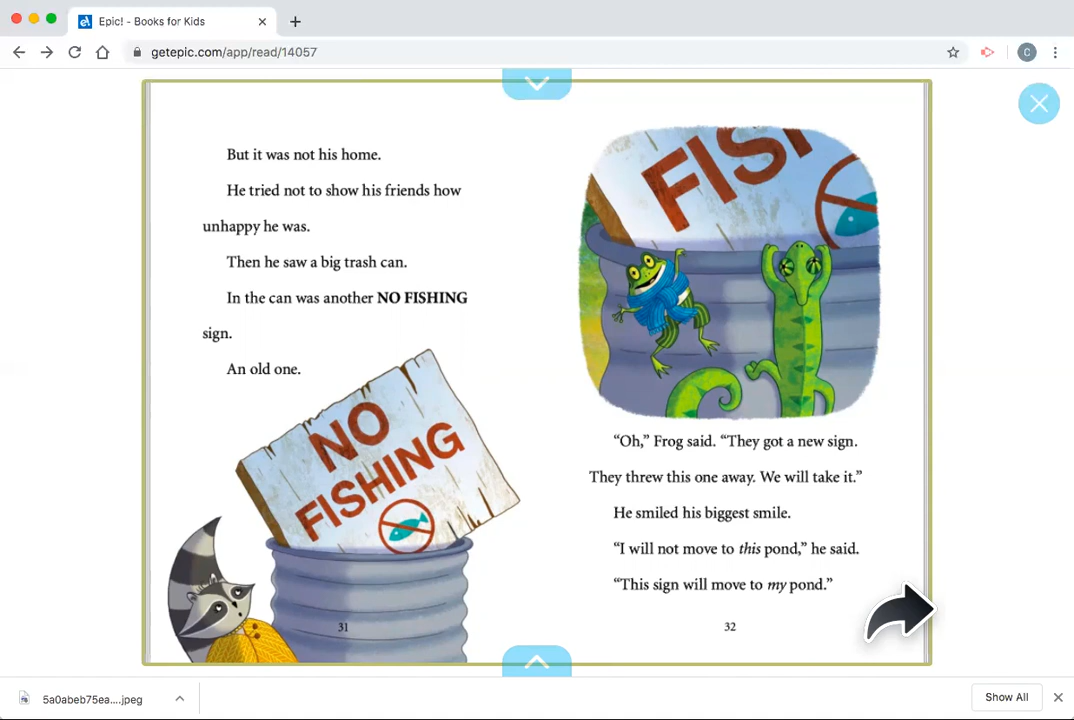 Epic! - Books for Kids
getepic.com/app/read/14057
C
But it was not his home.
He tried not to show his friends how
unhappy he was.
Then he saw a big trash can.
In the can was another NO FISHING
sign.
An old one.
NO
FISHING
31
FISH
“Oh,” Frog said. “They got a new sign.
They threw this one away. We will take it.”
He smiled his biggest smile.
“I will not move to this pond,” he said.
“This sign will move to my pond.”
32
5a0abeb75ea....jpeg
Show All